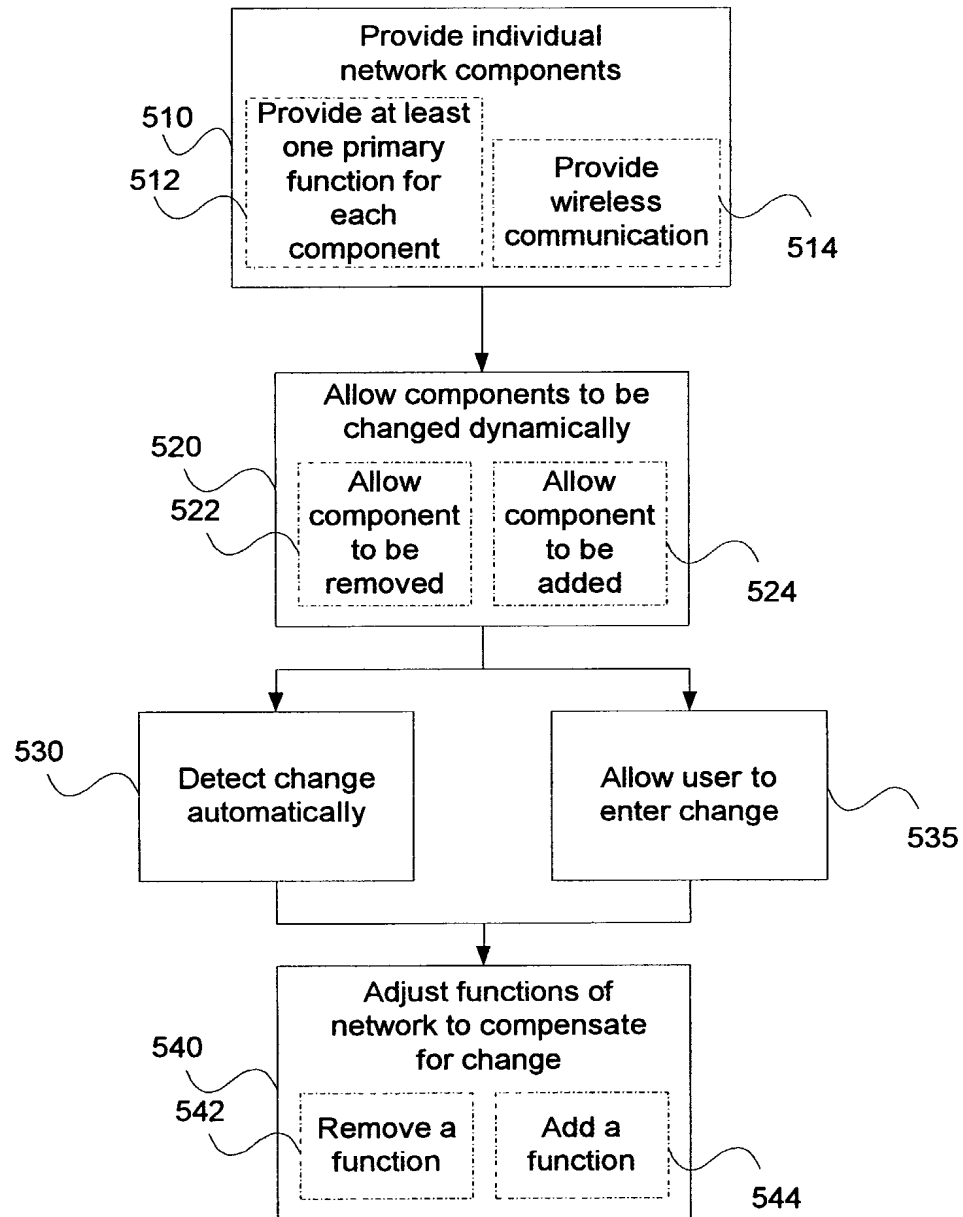 Provide individual
network components
510
512
Provide at least
one primary
function for
each
component
Provide
wireless
communication
514
Allow components to be
changed dynamically
520
522
Allow
component
to be
removed
Allow
component
to be
added
524
530
Detect change
automatically
Allow user to
enter change
535
Adjust functions of
network to compensate
for change
540
542
Remove a
function
Add a
function
544